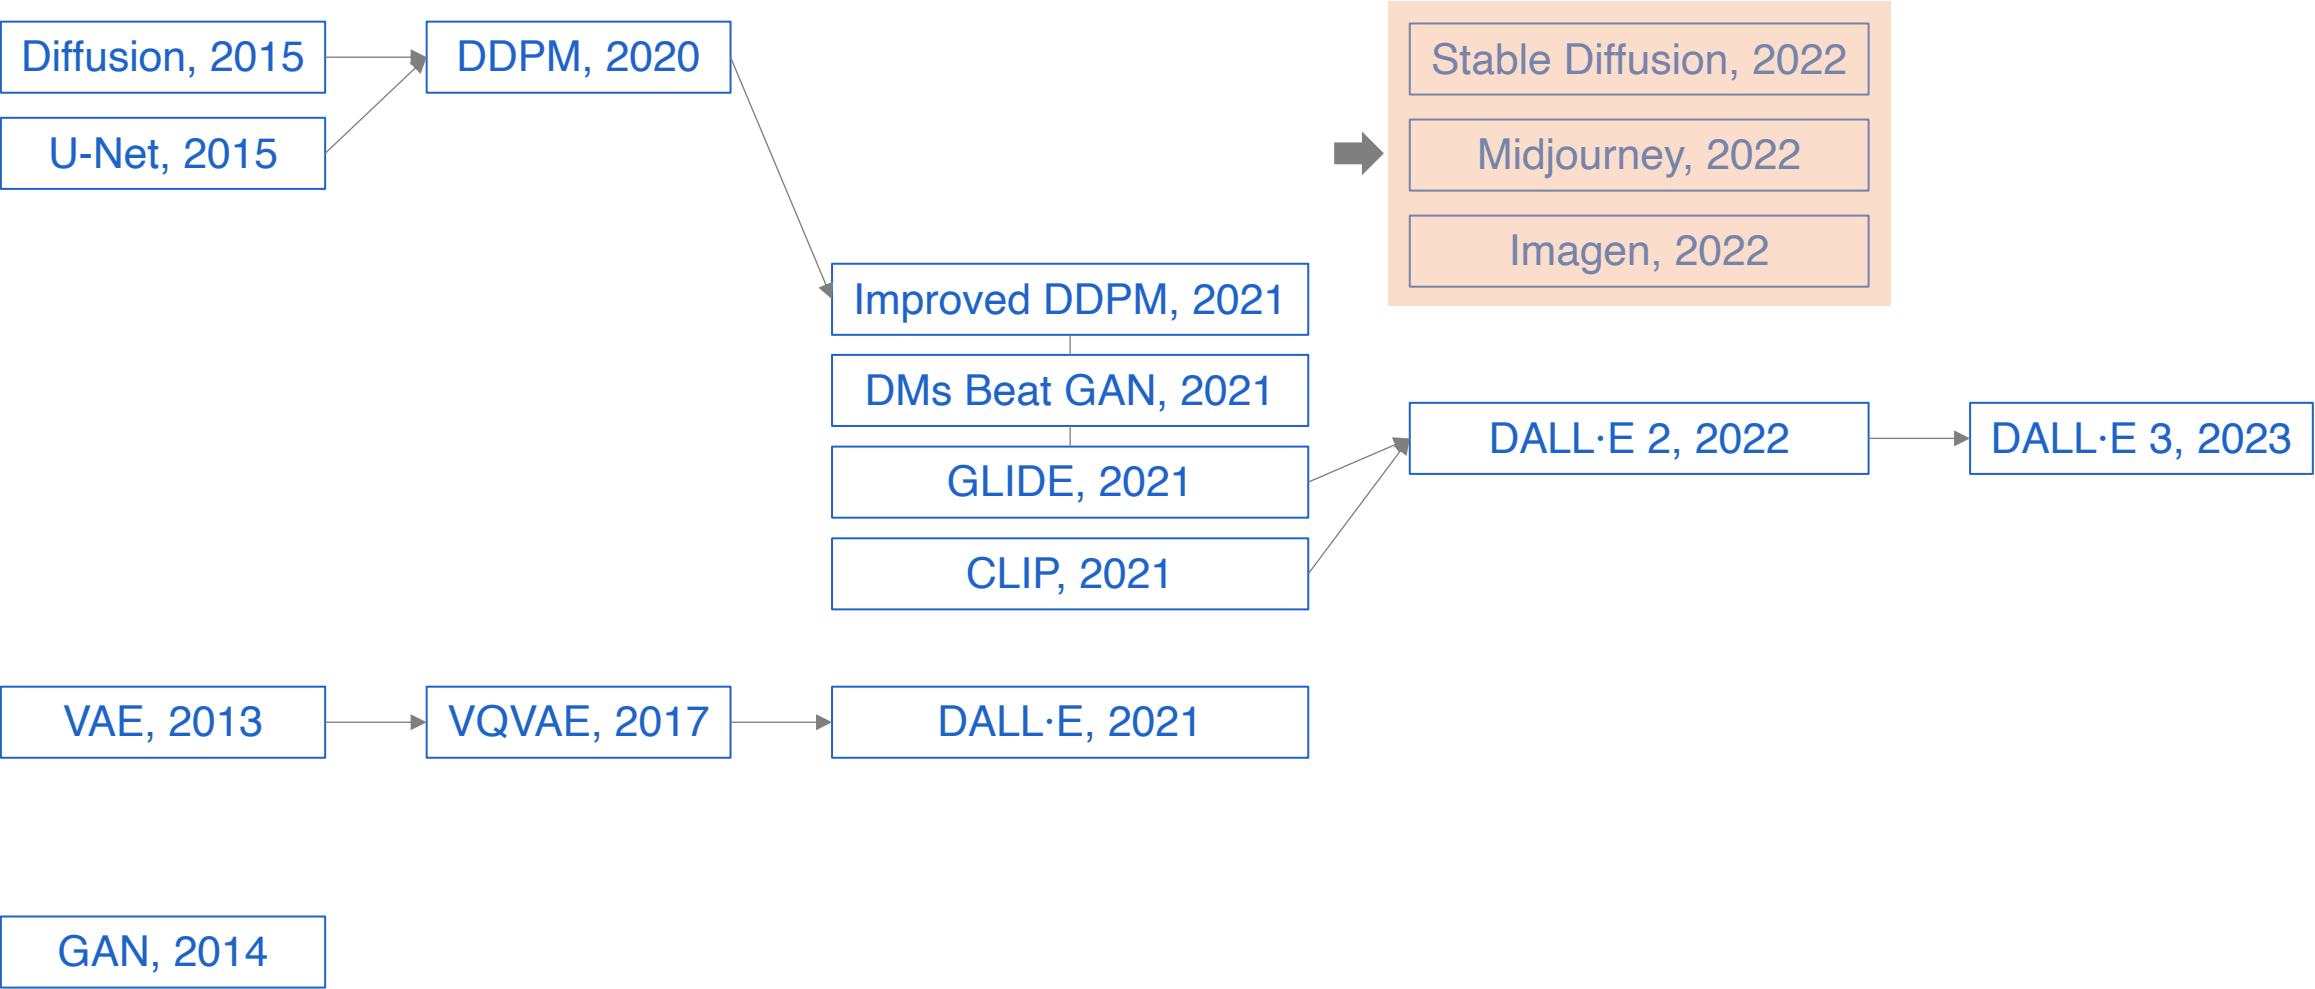 Diffusion, 2015
DDPM, 2020
Stable Diffusion, 2022
U-Net, 2015
Midjourney, 2022
Imagen, 2022
Improved DDPM, 2021
DMs Beat GAN, 2021
DALL·E 2, 2022
DALL·E 3, 2023
GLIDE, 2021
CLIP, 2021
VAE, 2013
VQVAE, 2017
DALL·E, 2021
GAN, 2014